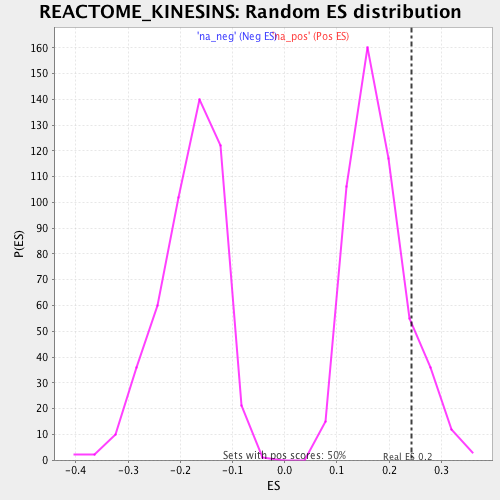 REACTOME_KINESINS: Random ES distribution
'na_neg' (Neg ES) 'na_pos' (Pos ES)
P(ES)
160
150
140
130
120
110
100
90
80
70
60
50
40
30
20
10
0
Sets with pos scores: 50%
Real ES 0.2
-0.4 -0.3 -0.2 -0.1 0.0 0.1 0.2 0.3
ES